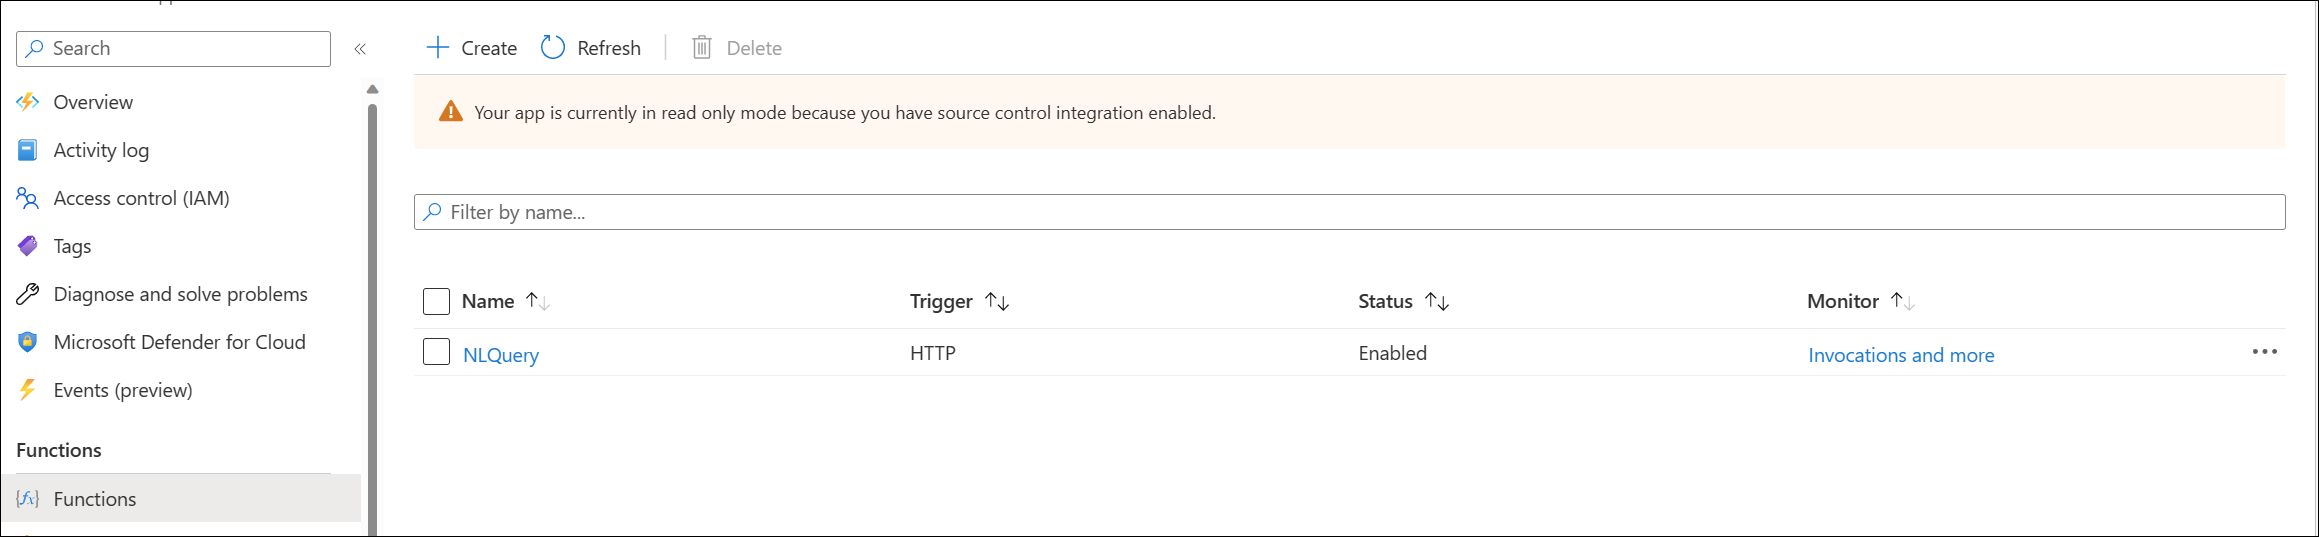 Search
Overview
Activity log
Access control (IAM)
Tags
Diagnose and solve problems
Microsoft Defender for Cloud
Events (preview)
Functions
Functions
Create Refresh Delete
Your app is currently in read only mode because you have source control integration enabled.
Filter by name...
Name Trigger Status Monitor
NLQuery HTTP Enabled Invocations and more